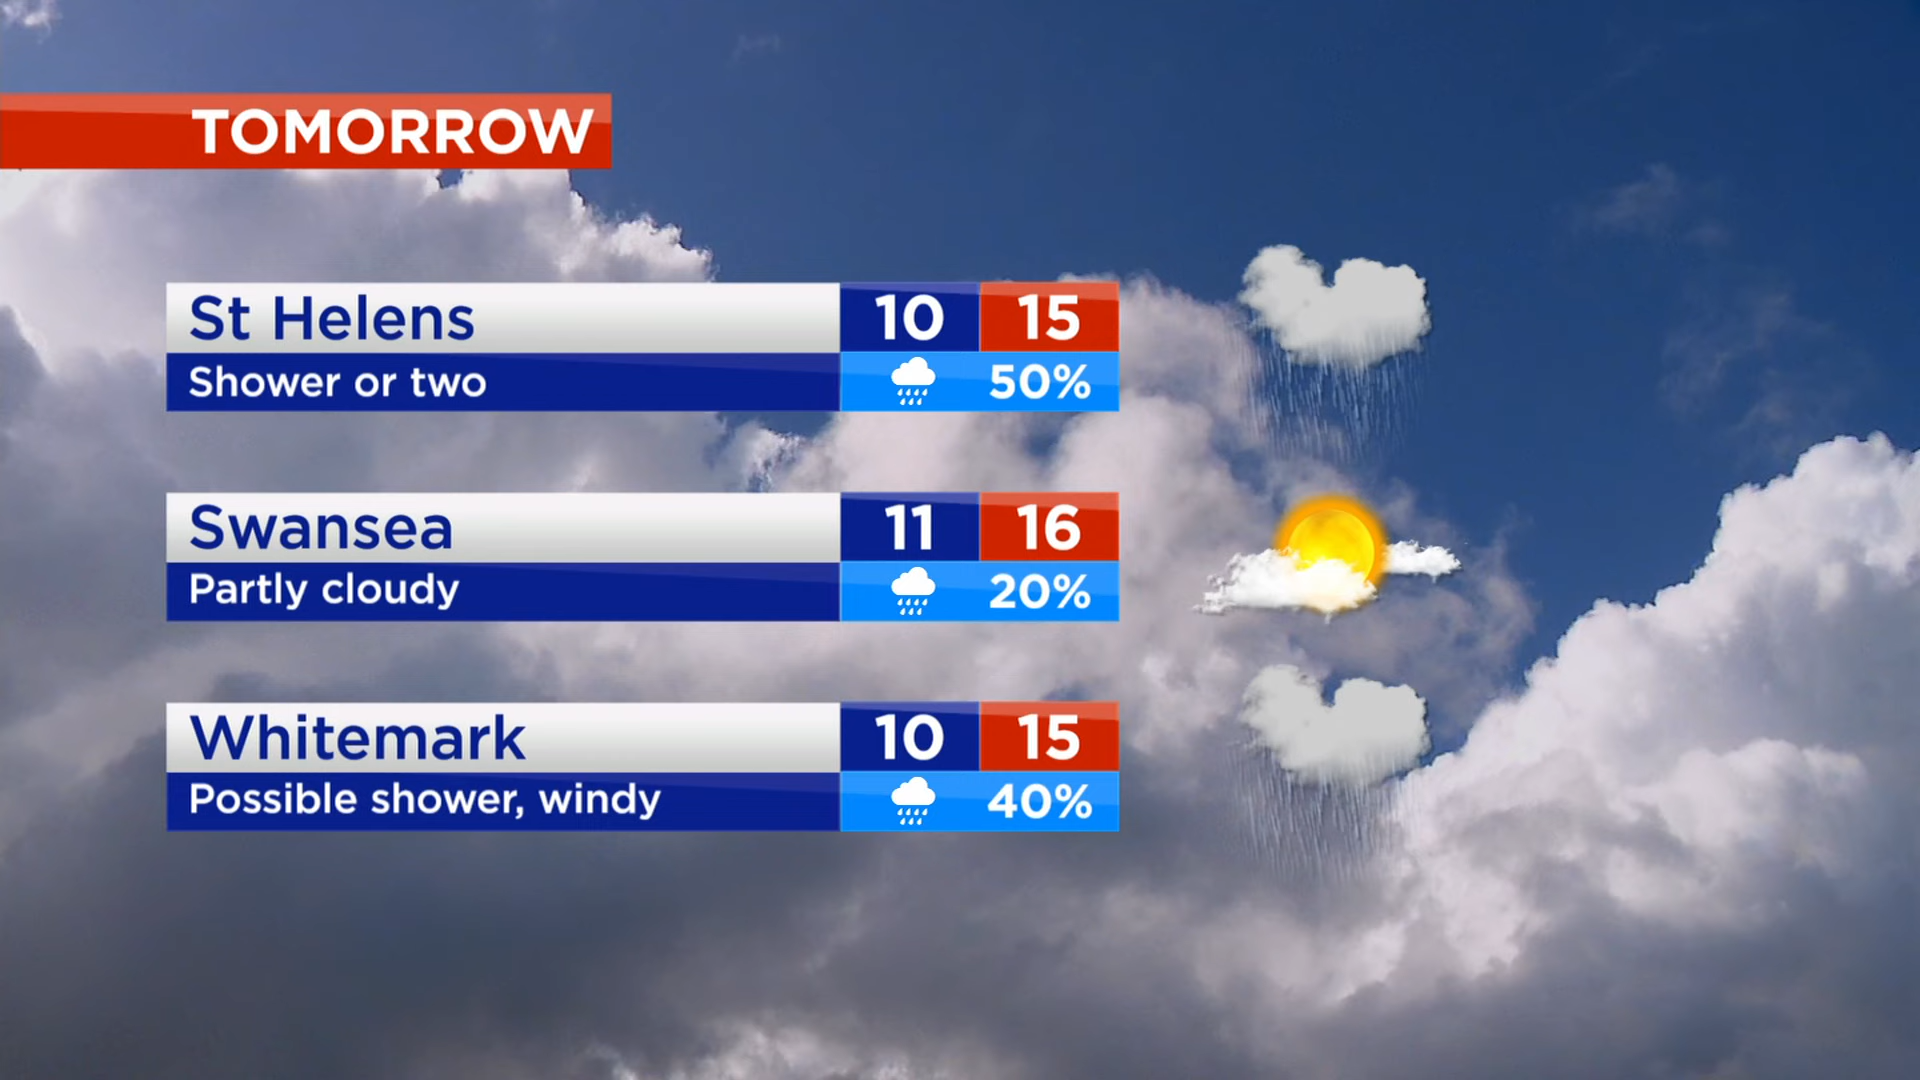 TOMORROW
St Helens 10 15
Shower or two 50%
Swansea 11 16
Partly cloudy 20%
Whitemark 10 15
Possible shower, windy 40%